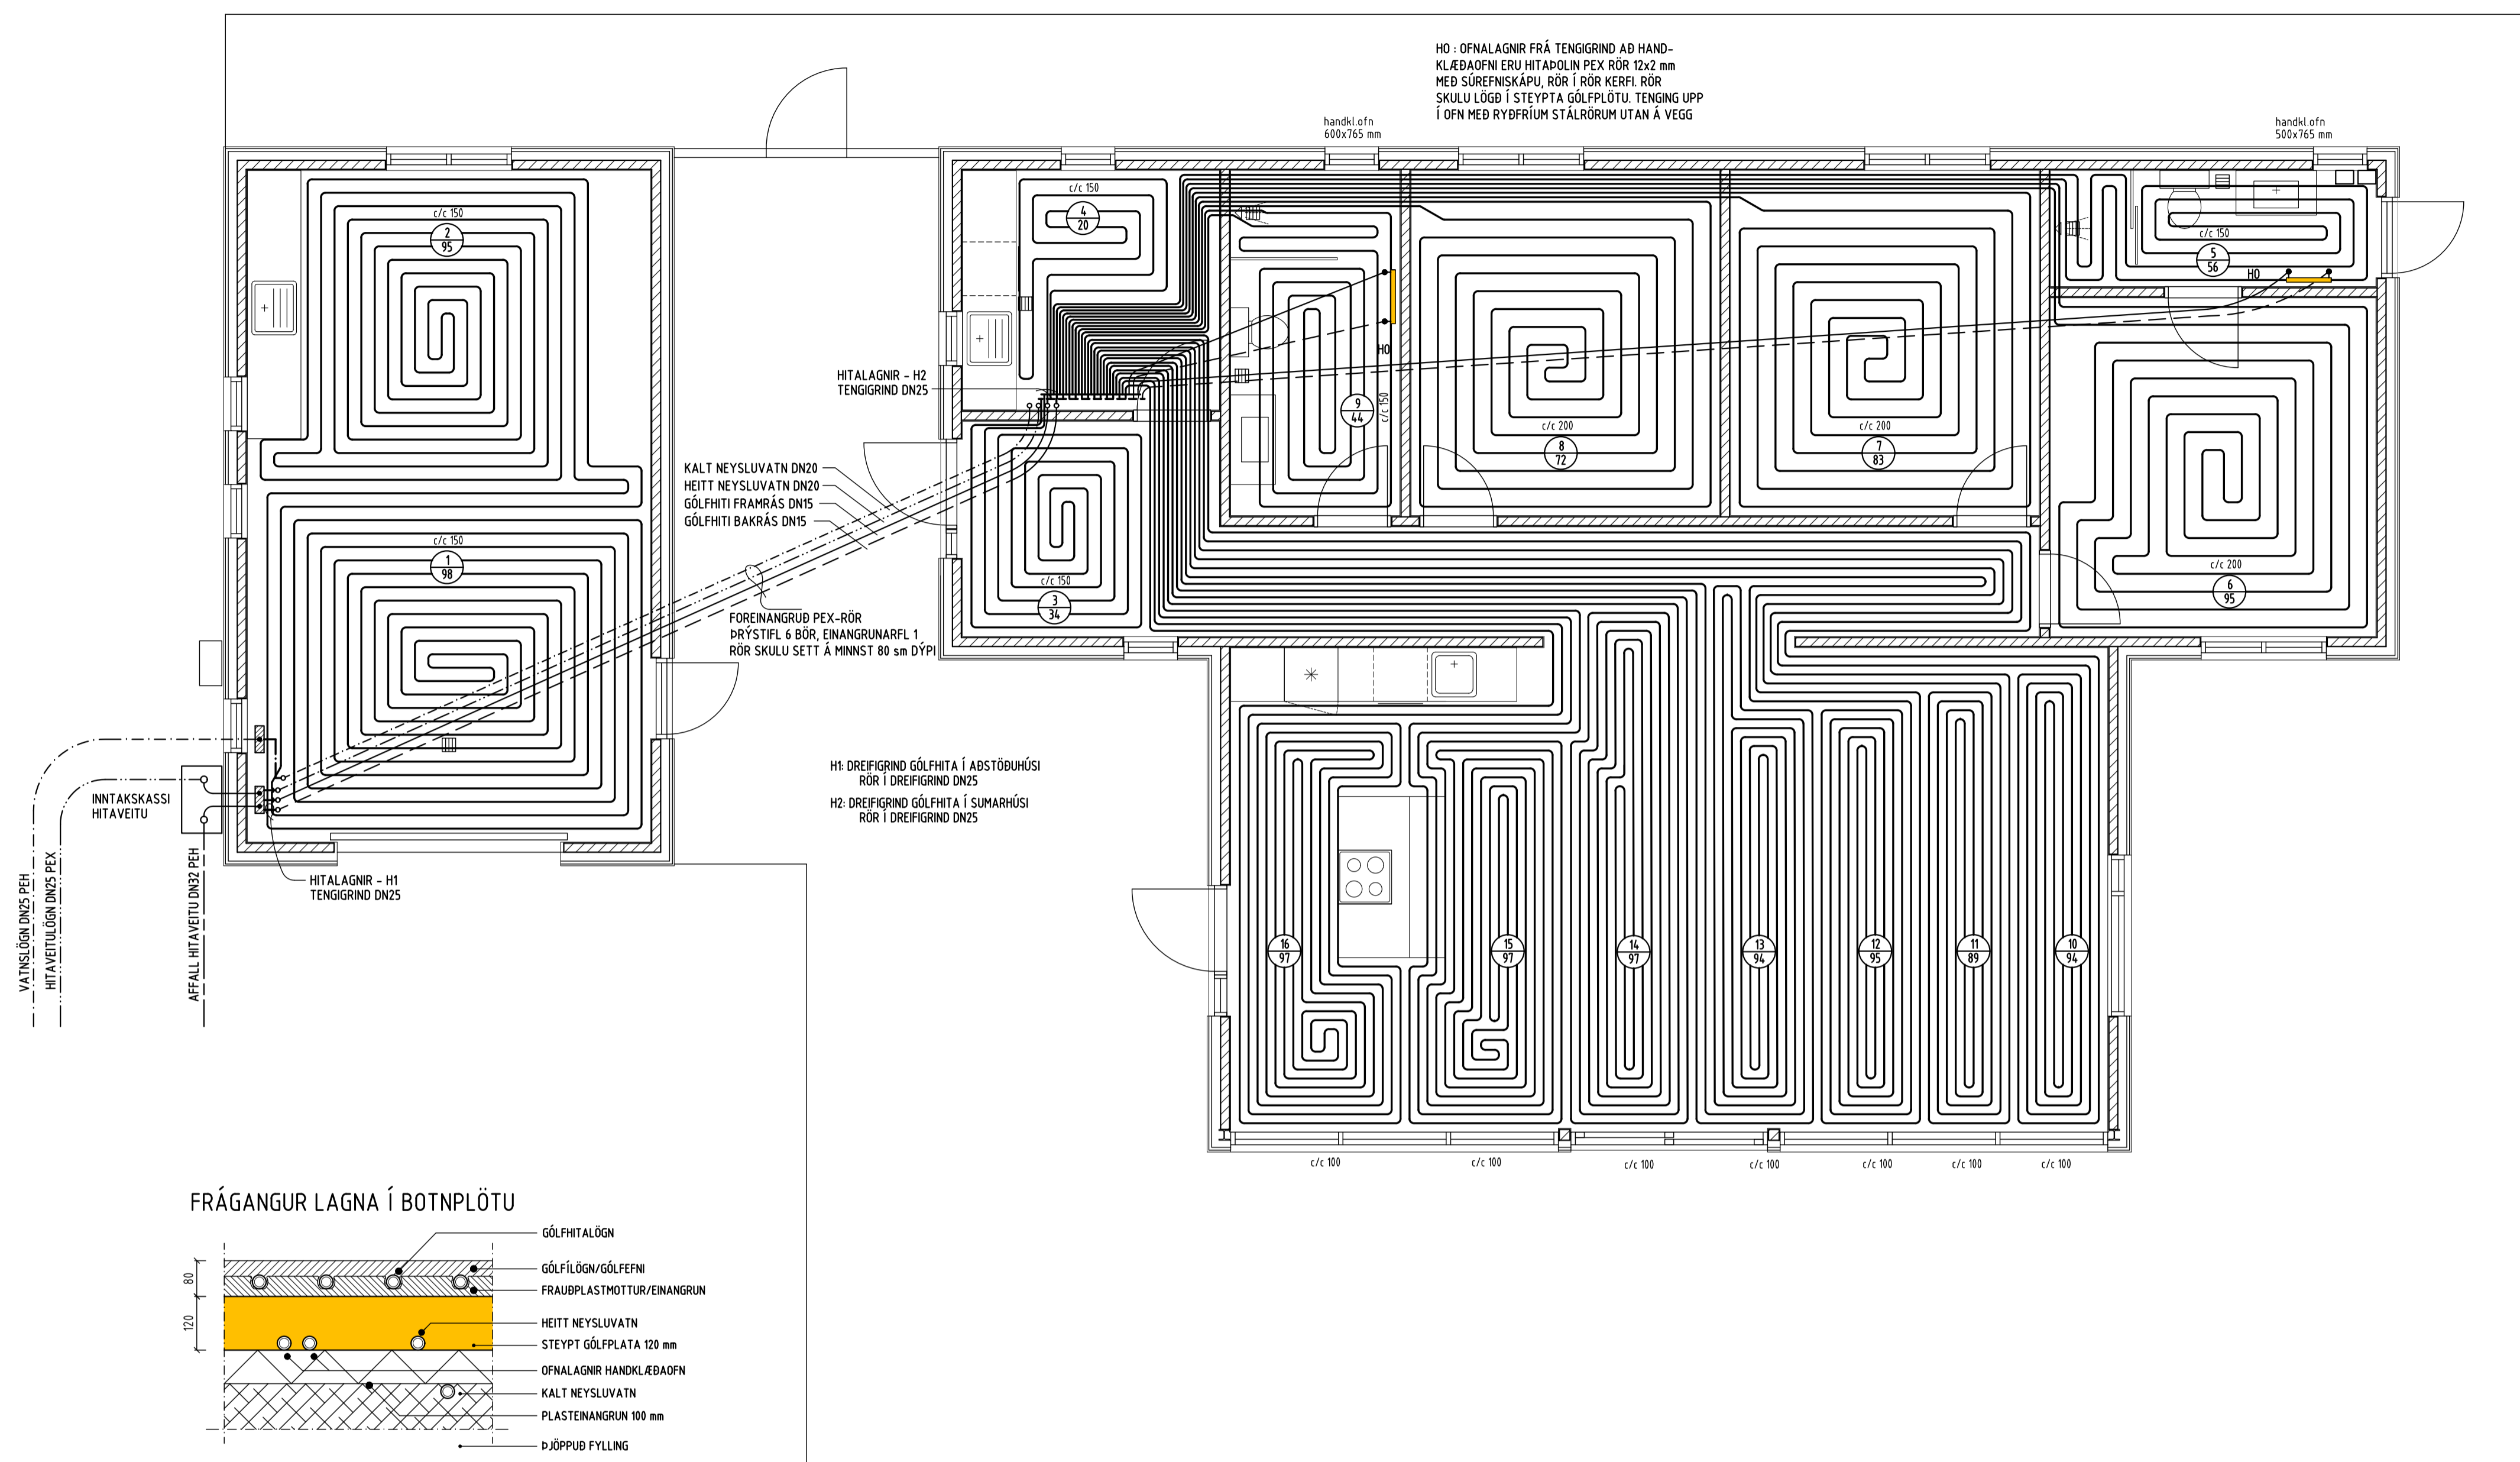 HO : OFNALAGNIR FRÁ TENGIGRIND AÐ HAND-
KLÆÐAOFNI ERU HITAÞOLIN PEX RÖR 12x2 mm
MEÐ SÚREFNISKÁPU, RÖR Í RÖR KERFI. RÖR
SKULU LÖGÐ Í STEYPTA GÓLFPLÖTU. TENGING UPP
Í OFN MEÐ RYÐFRÍUM STÁLRÖRUM UTAN Á VEGG
handkl.ofn
600x765 mm
handkl.ofn
500x765 mm
c/c 150
2
95
c/c 150
4
20
c/c 150
5
56
HO
HO
HITALAGNIR - H2
TENGIGRIND DN25
9
44
c/c 150
c/c 200
8
72
c/c 200
7
83
KALT NEYSLUVATN DN20
HEITT NEYSLUVATN DN20
GÓLFHITI FRAMRÁS DN15
GÓLFHITI BAKRÁS DN15
c/c 150
1
98
c/c 150
3
34
c/c 200
6
95
FOREINANGRUÐ PEX-RÖR
ÞRÝSTIFL 6 BÖR, EINANGRUNARFL 1
RÖR SKULU SETT Á MINNST 80 sm DÝPI
H1: DREIFIGRIND GÓLFHITA Í AÐSTÖÐUHÚSI
RÖR Í DREIFIGRIND DN25
H2: DREIFIGRIND GÓLFHITA Í SUMARHÚSI
RÖR Í DREIFIGRIND DN25
INNTAKSKASSI
HITAVEITU
VATNSLÖGN DN25 PEH
HITAVEITULÖGN DN25 PEX
AFFALL HITAVEITU DN32 PEH
HITALAGNIR - H1
TENGIGRIND DN25
16
97
15
97
14
97
13
94
12
95
11
89
10
94
c/c 100
c/c 100
c/c 100
c/c 100
c/c 100
c/c 100
c/c 100
FRÁGANGUR LAGNA Í BOTNPLÖTU
80
120
GÓLFHITALÖGN
GÓLFÍLÖGN/GÓLFEFNI
FRAUÐPLASTMOTTUR/EINANGRUN
HEITT NEYSLUVATN
STEYPT GÓLFPLATA 120 mm
OFNALAGNIR HANDKLÆÐAOFN
KALT NEYSLUVATN
PLASTEINANGRUN 100 mm
ÞJÖPPUÐ FYLLING